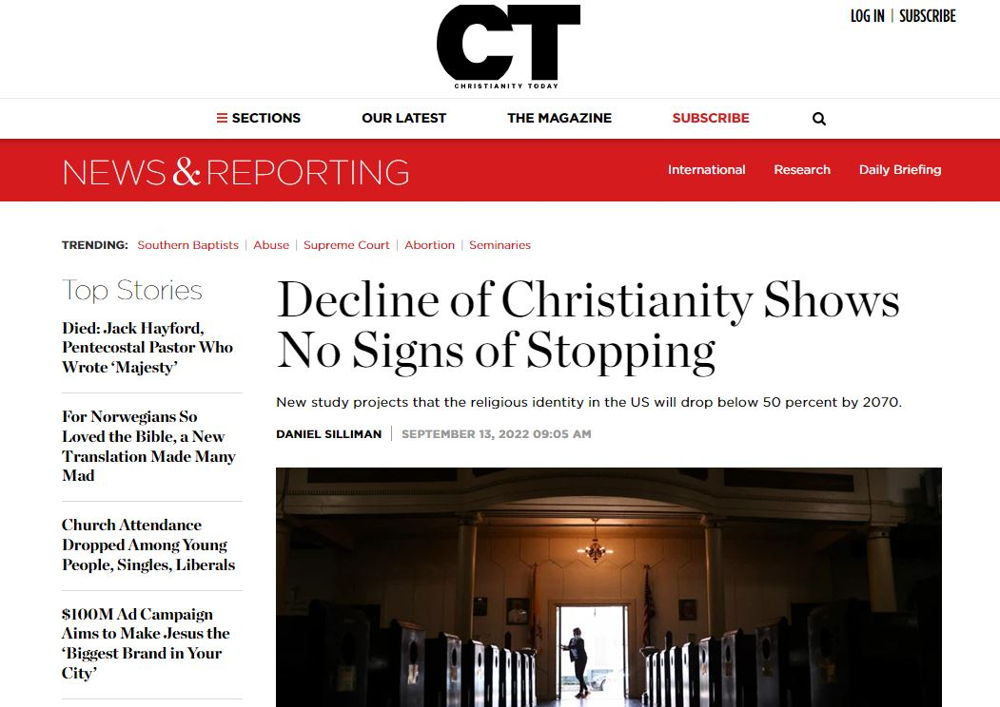 CT
CHRISTIANITY TODAY
LOG IN | SUBSCRIBE
SECTIONS
OUR LATEST
THE MAGAZINE
SUBSCRIBE
NEWS & REPORTING
International
Research
Daily Briefing
TRENDING: Southern Baptists | Abuse | Supreme Court | Abortion | Seminaries
Top Stories
Died: Jack Hayford,
Pentecostal Pastor Who
Wrote ‘Majesty’
For Norwegians So
Loved the Bible, a New
Translation Made Many
Mad
Church Attendance
Dropped Among Young
People, Singles, Liberals
$100M Ad Campaign
Aims to Make Jesus the
‘Biggest Brand in Your
City’
Decline of Christianity Shows
No Signs of Stopping
New study projects that the religious identity in the US will drop below 50 percent by 2070.
DANIEL SILLIMAN | SEPTEMBER 13, 2022 09:05 AM